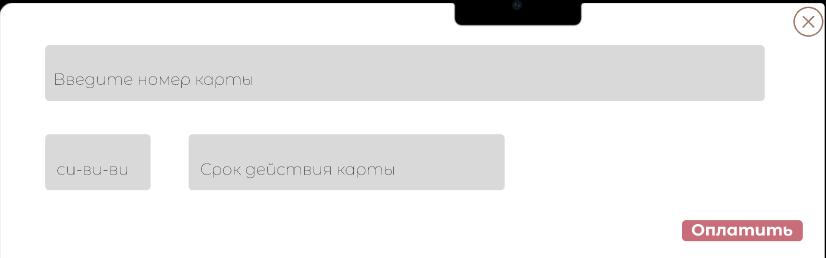 Введите номер карты
си-ви-ви
Срок действия карты
Оплатить